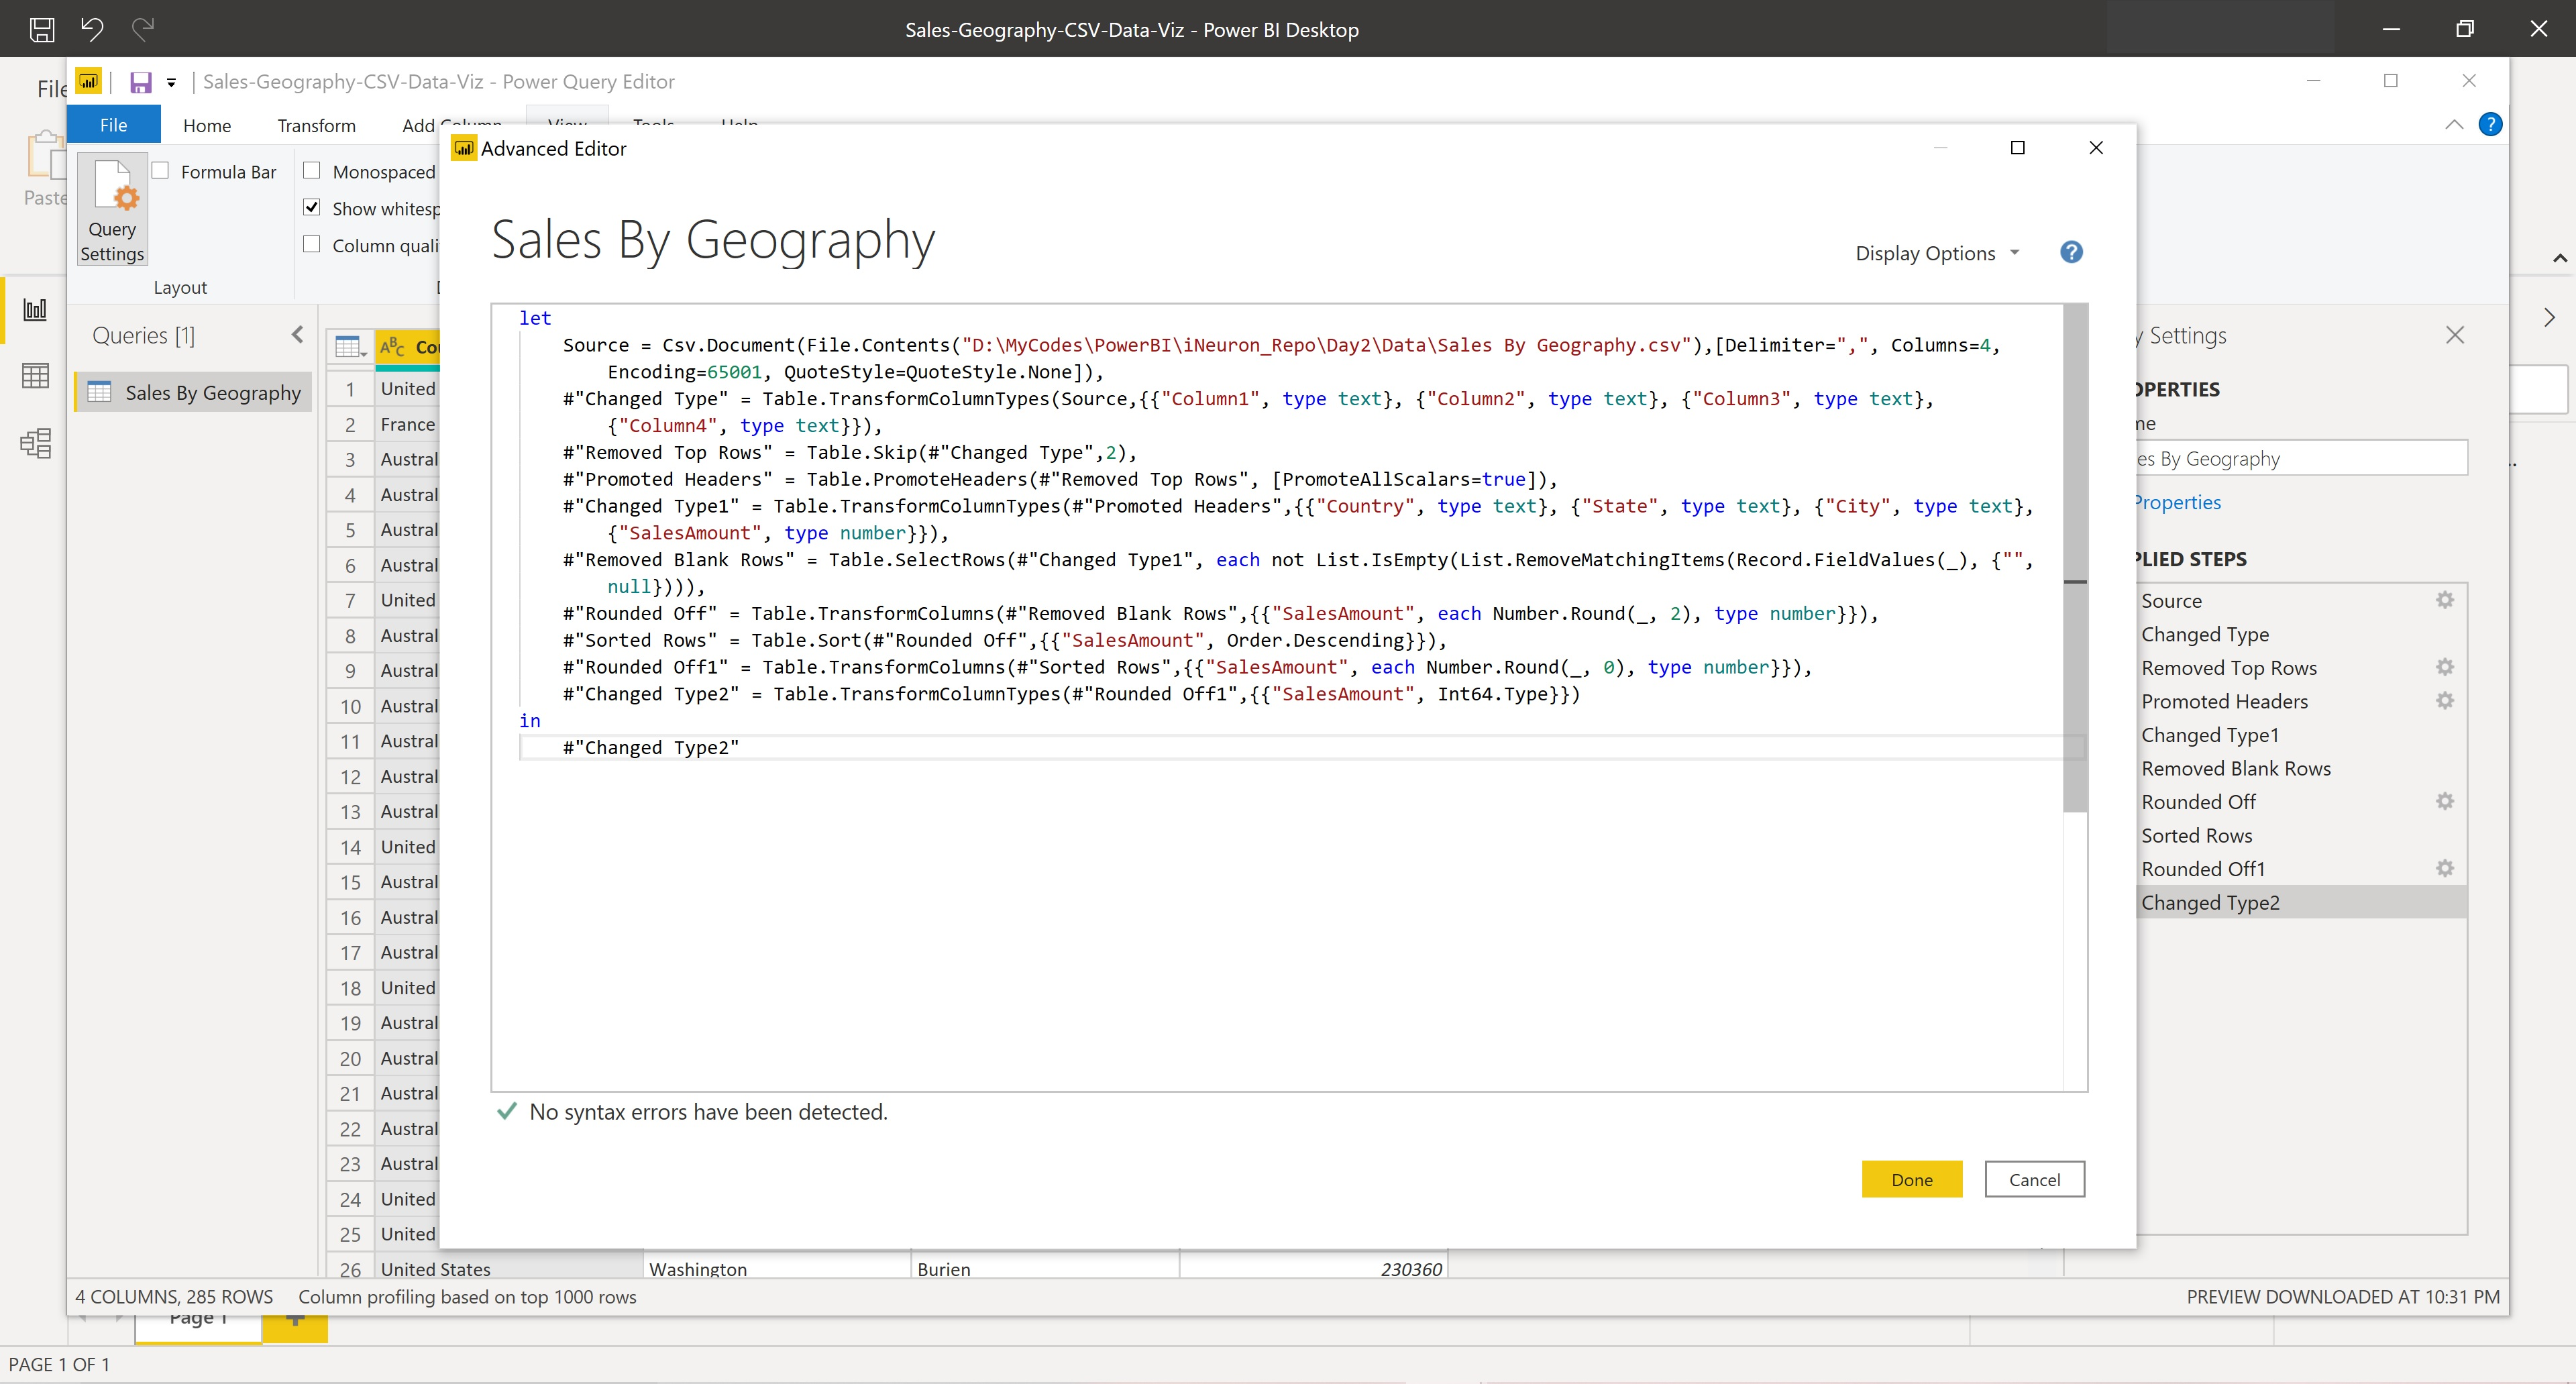 Sales-Geography-CSV-Data-Viz - Power BI Desktop
Sales-Geography-CSV-Data-Viz - Power Query Editor
File
Home
Transform
Paste
Query
Settings
Formula Bar
Layout
Monospaced
Column
Advanced Editor
Sales By Geography
Display Options
let
Source = Csv.Document(File.Contents("D:\MyCodes\PowerBI\iNeuron_Repo\Day2\Data\Sales By Geography.csv"),[Delimiter=",", Columns=4,
Encoding=65001, QuoteStyle=QuoteStyle.None]),
#"Changed Type" = Table.TransformColumnTypes(Source,{{"Column1", type text}, {"Column2", type text}, {"Column3", type text},
{"Column4", type text}}),
#"Removed Top Rows" = Table.Skip(#"Changed Type",2),
#"Promoted Headers" = Table.PromoteHeaders(#"Removed Top Rows", [PromoteAllScalars=true]),
#"Changed Type1" = Table.TransformColumnTypes(#"Promoted Headers",{{"Country", type text}, {"State", type text}, {"City", type text},
{"SalesAmount", type number}}),
#"Removed Blank Rows" = Table.SelectRows(#"Changed Type1", each not List.IsEmpty(List.RemoveMatchingItems(Record.FieldValues(_), {"",
null}))),
#"Rounded Off" = Table.TransformColumns(#"Removed Blank Rows",{{"SalesAmount", each Number.Round(_, 2), type number}}),
#"Sorted Rows" = Table.Sort(#"Rounded Off",{{"SalesAmount", Order.Descending}}),
#"Rounded Off1" = Table.TransformColumns(#"Sorted Rows",{{"SalesAmount", each Number.Round(_, 0), type number}}),
#"Changed Type2" = Table.TransformColumnTypes(#"Rounded Off1",{{"SalesAmount", Int64.Type}})
in
#"Changed Type2"
No syntax errors have been detected.
Done
Cancel
Queries [1]
Sales By Geography
1 United
2 France
3 Austral
4 Austral
5 Austral
6 Austral
7 United
8 Austral
9 Austral
10 Austral
11 Austral
12 Austral
13 Austral
14 United
15 Austral
16 Austral
17 Austral
18 United
19 Austral
20 Austral
21 Austral
22 Austral
23 Austral
24 United
25 United
26 United States Washington Burien 230360
Settings
OPERTIES
es By Geography
Properties
PLIED STEPS
Source
Changed Type
Removed Top Rows
Promoted Headers
Changed Type1
Removed Blank Rows
Rounded Off
Sorted Rows
Rounded Off1
Changed Type2
4 COLUMNS, 285 ROWS Column profiling based on top 1000 rows
PREVIEW DOWNLOADED AT 10:31 PM
Page 1
PAGE 1 OF 1